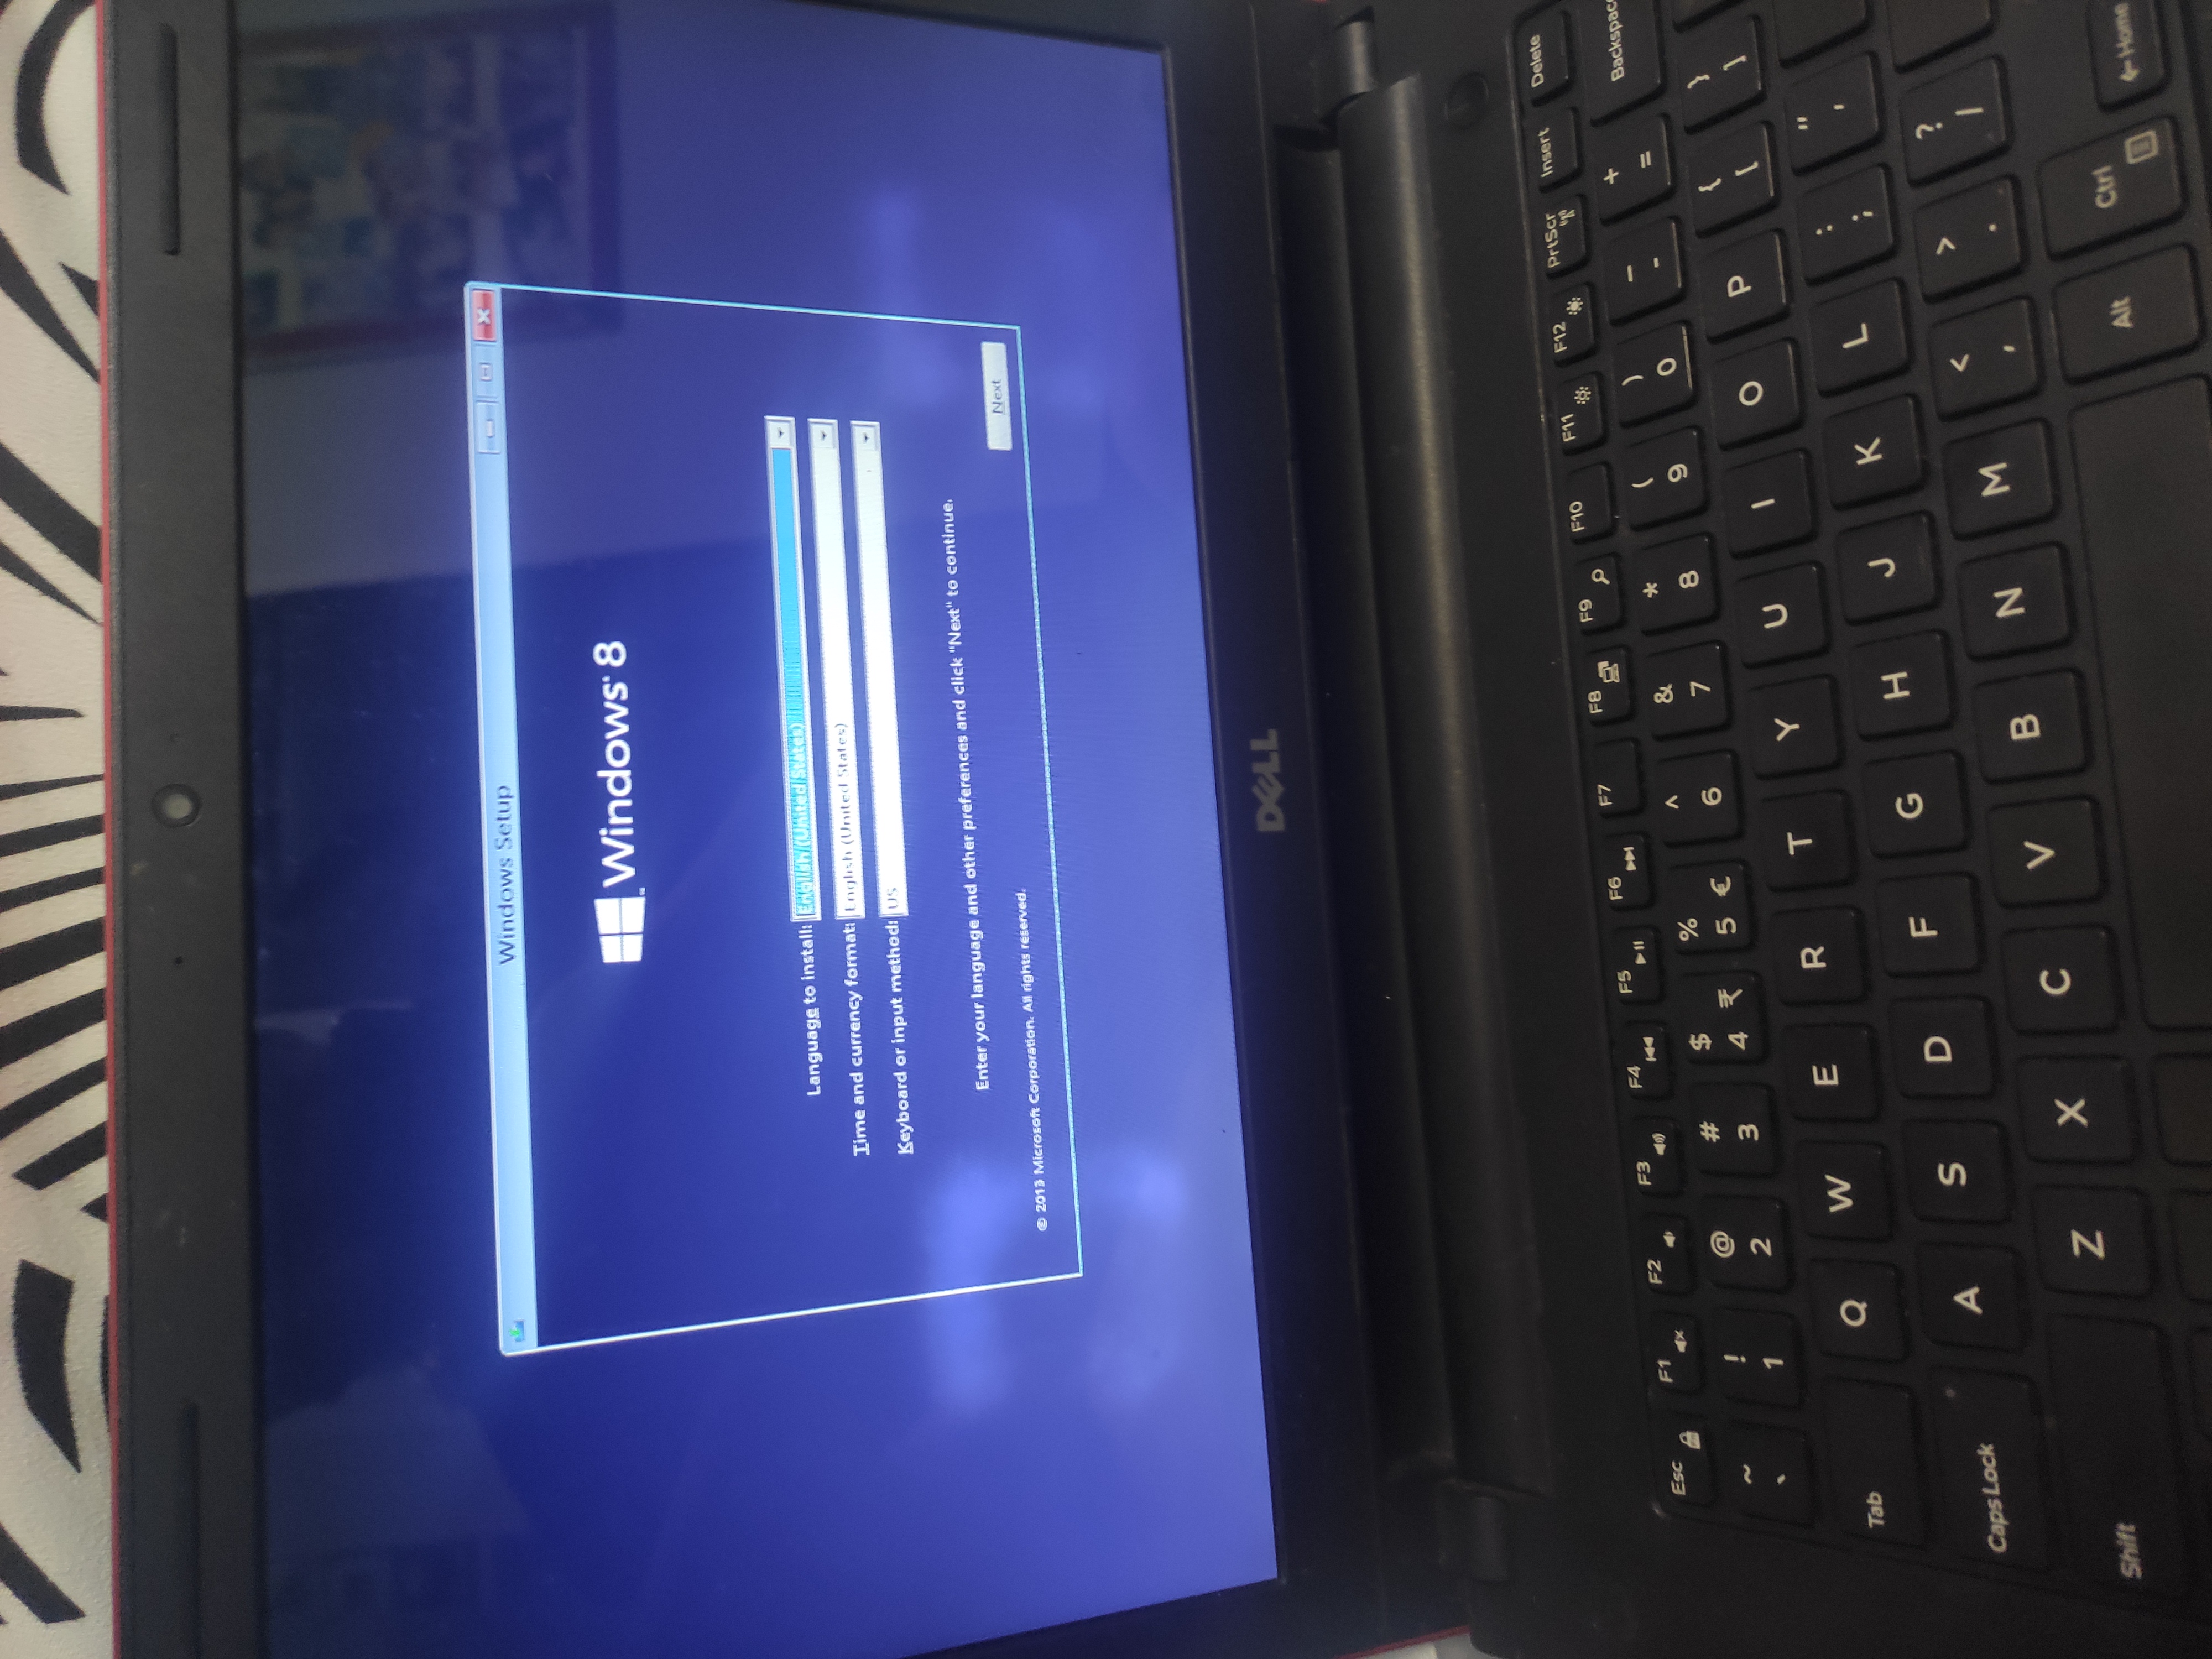 Windows Setup
Windows 8
Language to install: English (United States)
Time and currency format: English (United States)
Keyboard or input method: US
Enter your language and other preferences and click "Next" to continue.
© 2013 Microsoft Corporation. All rights reserved.
Next
DELL
Esc F1 F2 F3 F4 F5 F6 F7 F8 F9 F10 F11 F12 PrtScr Insert Delete
~ ! @ # $ % ^ & * ( ) _ +
` 1 2 3 4 ₹ 5 € 6 7 8 9 0 - = Backspac
Tab Q W E R T Y U I O P { [ } ]
CapsLock A S D F G H J K L : ; " '
Shift Z X C V B N M < , > . ? /
Alt Ctrl Home